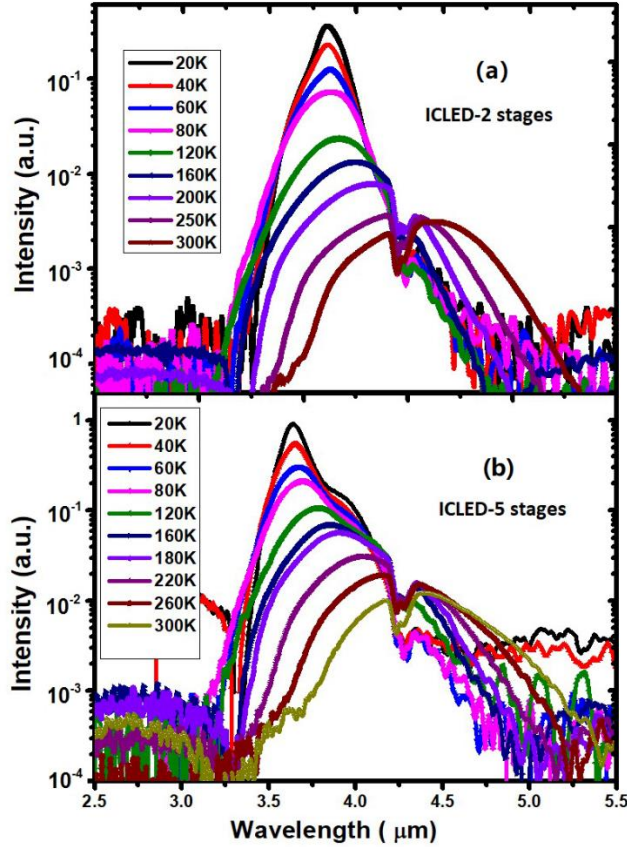 (a)
ICLED-2 stages
20K
40K
60K
80K
120K
160K
200K
250K
300K
10⁻¹
10⁻²
10⁻³
10⁻⁴
Intensity (a.u.)
(b)
ICLED-5 stages
20K
40K
60K
80K
120K
160K
180K
220K
260K
300K
1
10⁻¹
10⁻²
10⁻³
10⁻⁴
Intensity (a.u.)
2.5 3.0 3.5 4.0 4.5 5.0 5.5
Wavelength ( μm)